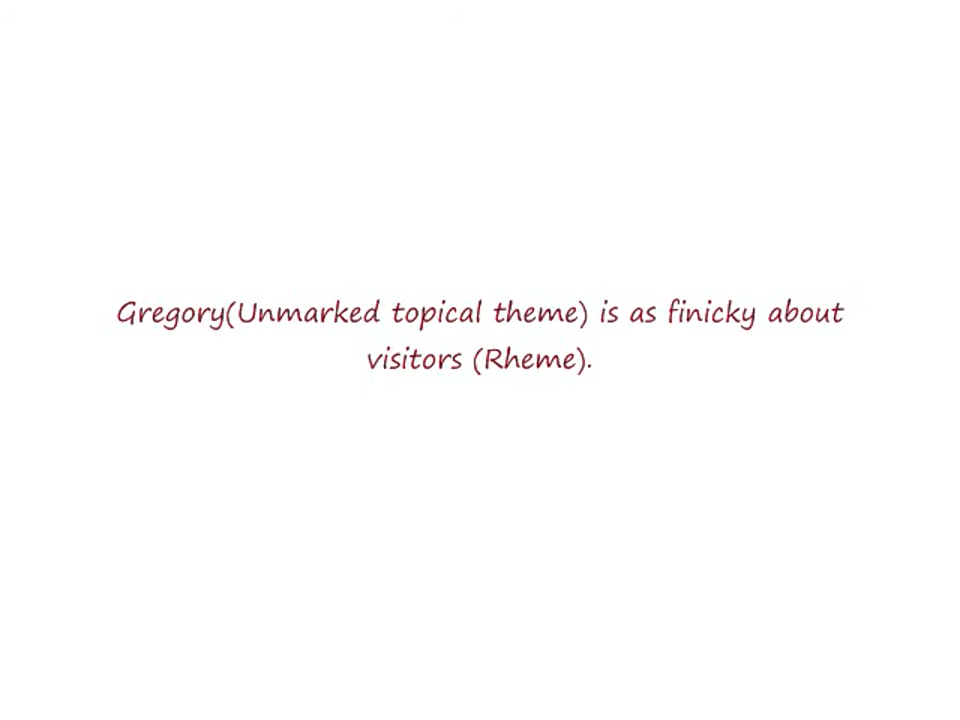 Gregory(Unmarked topical theme) is as finicky about
visitors (Rheme).